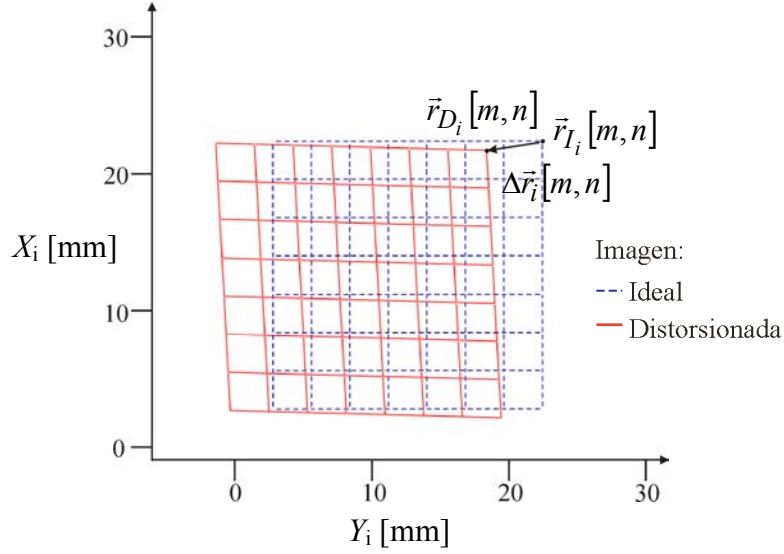 30
20
10
0
X_i [mm]
0
10
20
30
Y_i [mm]
r⃗_{D_i}[m, n]
r⃗_{I_i}[m, n]
Δr⃗_i[m, n]
Imagen:
Ideal
Distorsionada